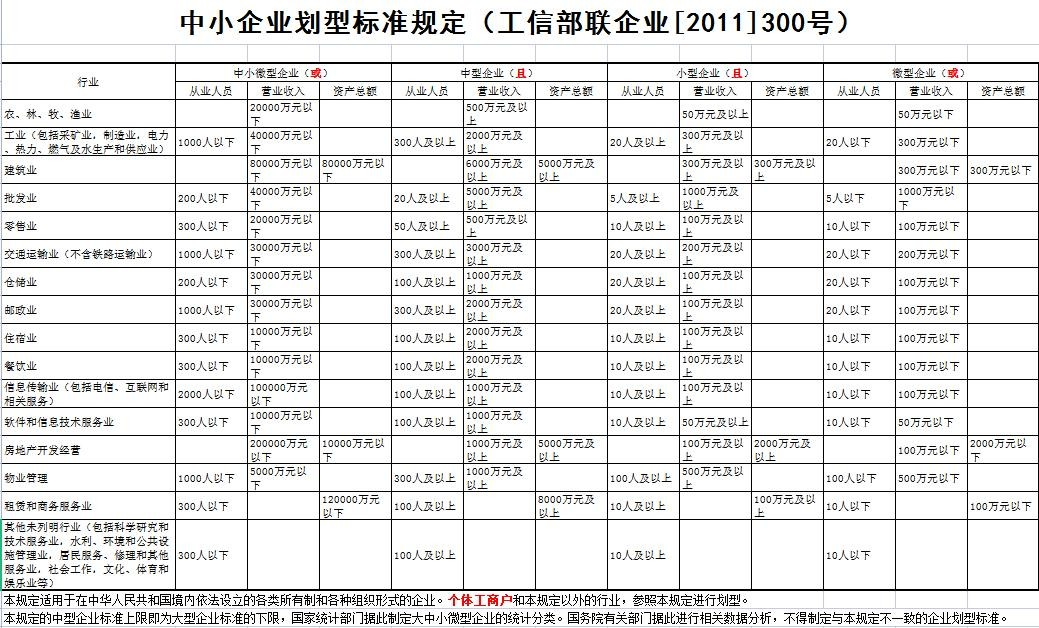 中小企业划型标准规定（工信部联企业[2011]300号）
行业 中小微型企业（或） 中型企业（且） 小型企业（且） 微型企业（或）
从业人员 营业收入 资产总额 从业人员 营业收入 资产总额 从业人员 营业收入 资产总额 从业人员 营业收入 资产总额
农、林、牧、渔业 20000万元以下 500万元及以上 50万元及以上 50万元以下
工业（包括采矿业，制造业，电力、热力、燃气及水生产和供应业） 1000人以下 40000万元以下 300人及以上 2000万元及以上 20人及以上 300万元及以上 20人以下 300万元以下
建筑业 80000万元以下 80000万元以下 6000万元及以上 5000万元及以上 300万元及以上 300万元及以上 300万元以下 300万元以下
批发业 200人以下 40000万元以下 20人及以上 5000万元及以上 5人及以上 1000万元及以上 5人以下 1000万元以下
零售业 300人以下 20000万元以下 50人及以上 500万元及以上 10人及以上 100万元及以上 10人以下 100万元以下
交通运输业（不含铁路运输业） 1000人以下 30000万元以下 300人及以上 3000万元及以上 20人及以上 200万元及以上 20人以下 200万元以下
仓储业 200人以下 30000万元以下 100人及以上 1000万元及以上 20人及以上 100万元及以上 20人以下 100万元以下
邮政业 1000人以下 30000万元以下 300人及以上 2000万元及以上 20人及以上 100万元及以上 20人以下 100万元以下
住宿业 300人以下 10000万元以下 100人及以上 2000万元及以上 10人及以上 100万元及以上 10人以下 100万元以下
餐饮业 300人以下 10000万元以下 100人及以上 2000万元及以上 10人及以上 100万元及以上 10人以下 100万元以下
信息传输业（包括电信、互联网和相关服务） 2000人以下 100000万元以下 100人及以上 1000万元及以上 10人及以上 100万元及以上 10人以下 100万元以下
软件和信息技术服务业 300人以下 10000万元以下 100人及以上 1000万元及以上 10人及以上 50万元及以上 10人以下 50万元以下
房地产开发经营 200000万元以下 10000万元以下 1000万元及以上 5000万元及以上 100万元及以上 2000万元及以上 100万元以下 2000万元以下
物业管理 1000人以下 5000万元以下 300人及以上 1000万元及以上 100人及以上 500万元及以上 100人以下 500万元以下
租赁和商务服务业 300人以下 120000万元以下 100人及以上 8000万元及以上 10人及以上 100万元及以上 10人以下 100万元以下
其他未列明行业（包括科学研究和技术服务业，水利、环境和公共设施管理业，居民服务、修理和其他服务业，社会工作，文化、体育和娱乐业等） 300人以下 100人及以上 10人及以上 10人以下
本规定适用于在中华人民共和国境内依法设立的各类所有制和各种组织形式的企业。个体工商户和本规定以外的行业，参照本规定进行划型。
本规定的中型企业标准上限即为大型企业标准的下限，国家统计部门据此制定大中小微型企业的统计分类。国务院有关部门据此进行相关数据分析，不得制定与本规定不一致的企业划型标准。